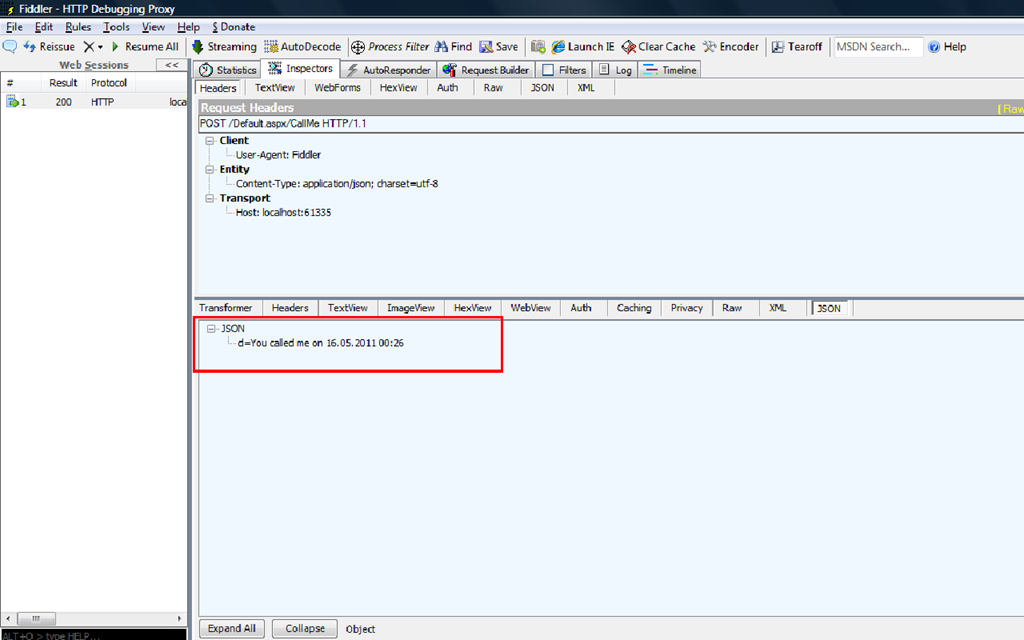 Fiddler - HTTP Debugging Proxy
File Edit Rules Tools View Help $ Donate
Reissue Resume All Streaming AutoDecode Process Filter Find Save Launch IE Clear Cache Encoder Tearoff MSDN Search... Help
Web Sessions <<
Statistics Inspectors AutoResponder Request Builder Filters Log Timeline
# Result Protocol
Headers TextView WebForms HexView Auth Raw JSON XML
1 200 HTTP loca
Request Headers [ Raw
POST /Default.aspx/CallMe HTTP/1.1
Client
User-Agent: Fiddler
Entity
Content-Type: application/json; charset=utf-8
Transport
Host: localhost:61335
Transformer Headers TextView ImageView HexView WebView Auth Caching Privacy Raw XML JSON
JSON
d=You called me on 16.05.2011 00:26
Expand All Collapse Object
ALT+Q > type HELP...